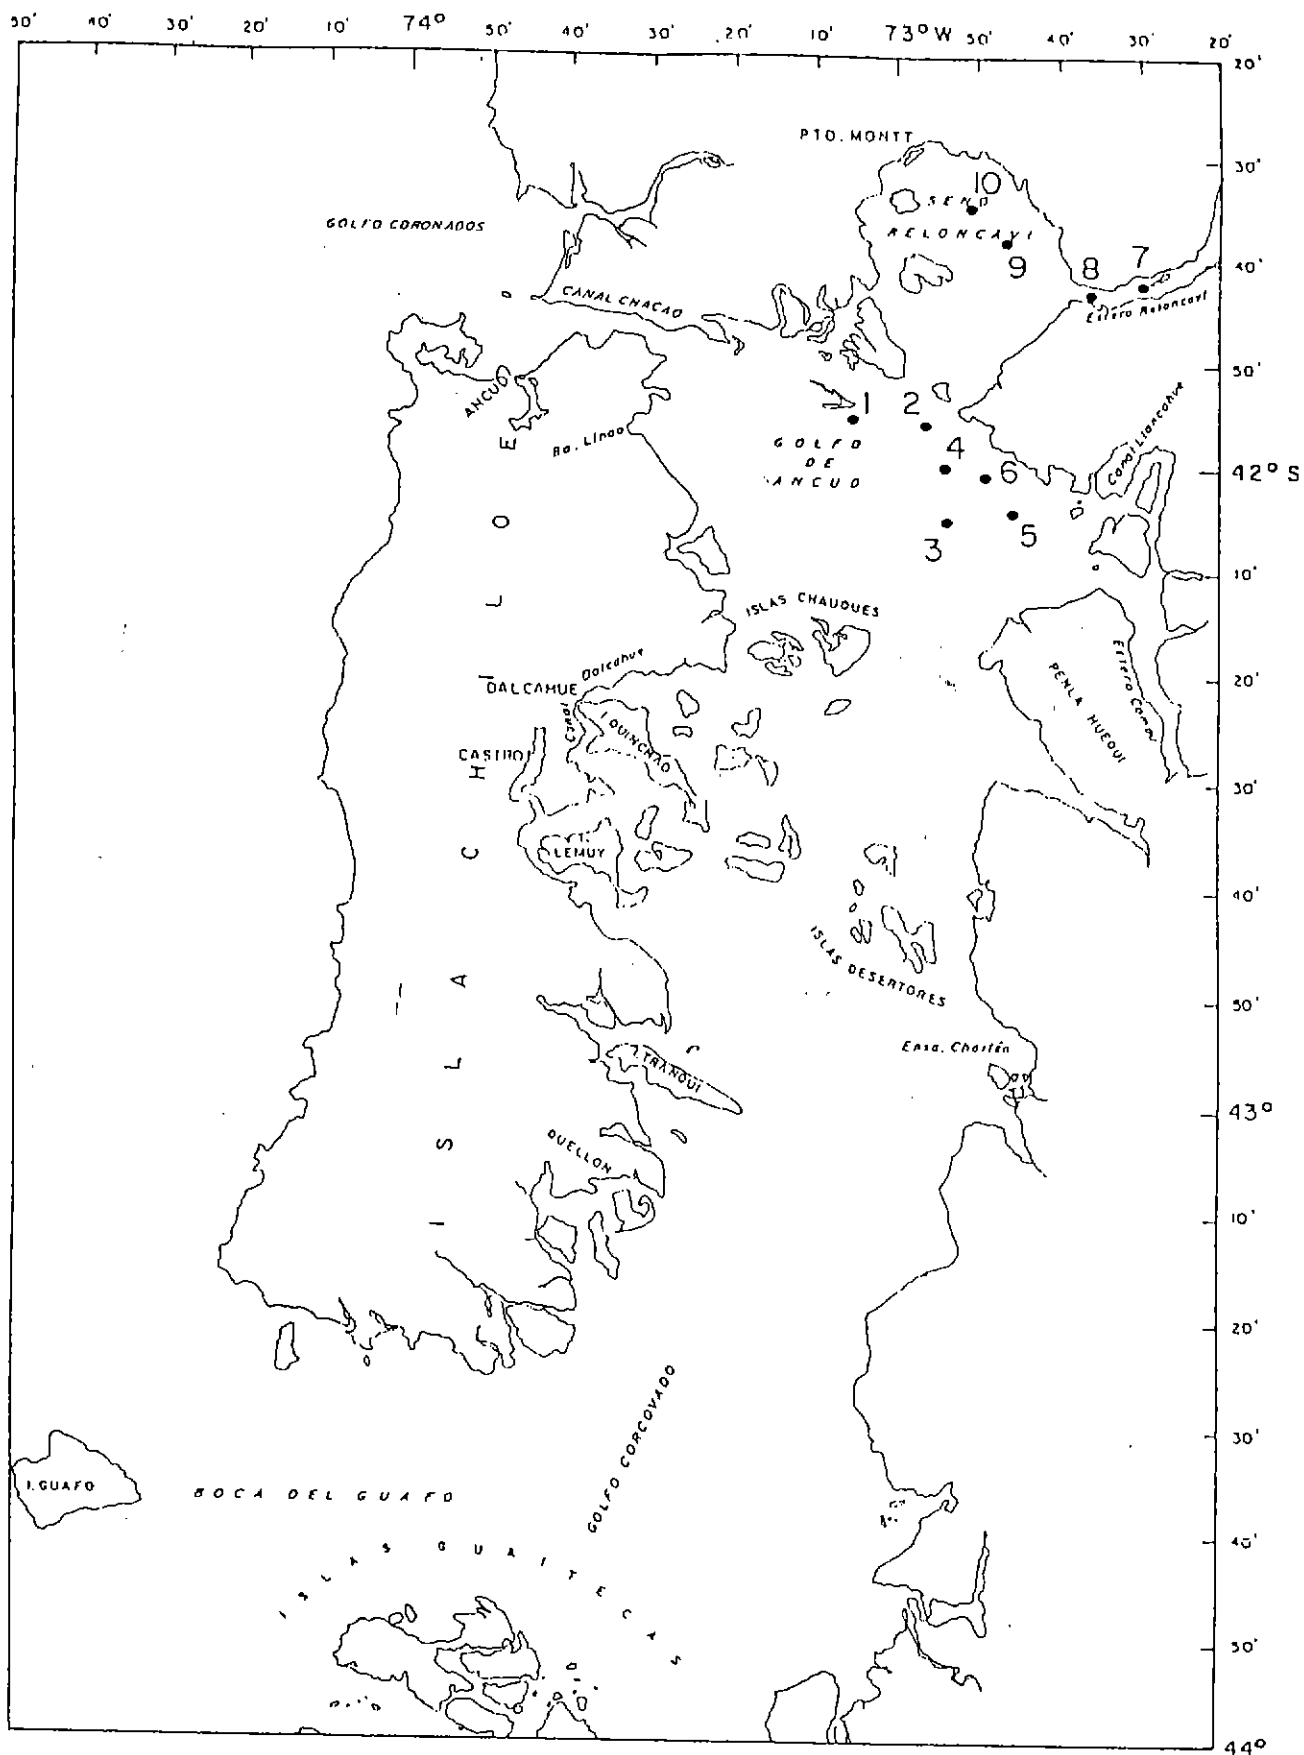 50' 40' 30' 20' 10' 74° 50' 40' 30' 20' 10' 73° W 50' 40' 30' 20'
20'
PTO. MONTT
30'
10
SENO
GOLFO CORONADOS
RELONCAVI
9
8
7
40'
CANAL CHACAO
Estero Reloncavi
50'
ANCUD
1
2
Canal Llancahue
Ba. Linao
GOLFO
DE
ANCUD
4
6
42° S
3
5
10'
ISLAS CHAUQUES
Dalcahue
Canal
DALCAHUE
20'
I QUINCHAO
PENLA HUEQUI
Estero Comau
CASTRO
30'
I.
LEMUY
40'
ISLAS DESERTORES
50'
Ensa. Chaitén
I TRANQUI
43°
QUELLON
ISLA CHILOE
10'
20'
GOLFO CORCOVADO
30'
I. GUAFO
BOCA DEL GUAFO
40'
ISLAS GUAITECAS
50'
44°